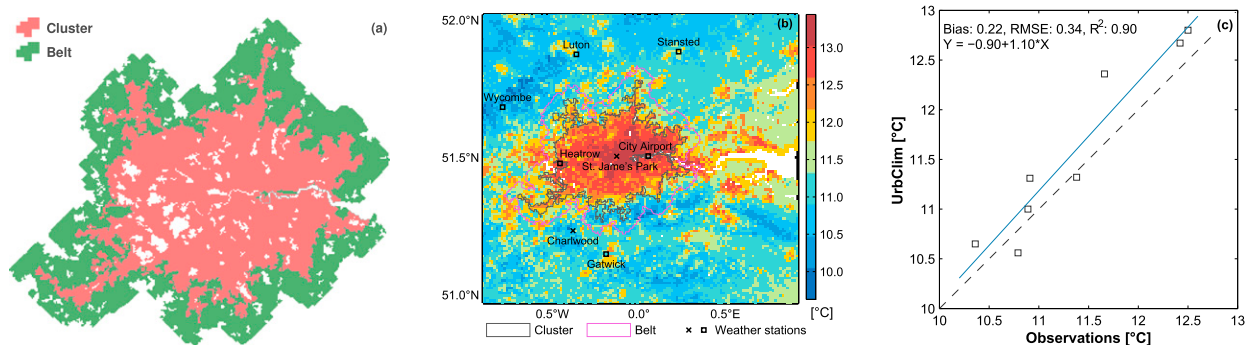 Cluster
Belt
(a)
52.0°N
51.5°N
51.0°N
(b)
Luton
Stansted
Wycombe
Heatrow
City Airport
St. Jame's Park
Charlwood
Gatwick
0.5°W
0.0°
0.5°E
Cluster
Belt
Weather stations
13.0
12.5
12.0
11.5
11.0
10.5
10.0
[°C]
(c)
Bias: 0.22, RMSE: 0.34, R²: 0.90
Y = −0.90+1.10*X
UrbClim [°C]
13
12.5
12
11.5
11
10.5
10
10
10.5
11
11.5
12
12.5
13
Observations [°C]